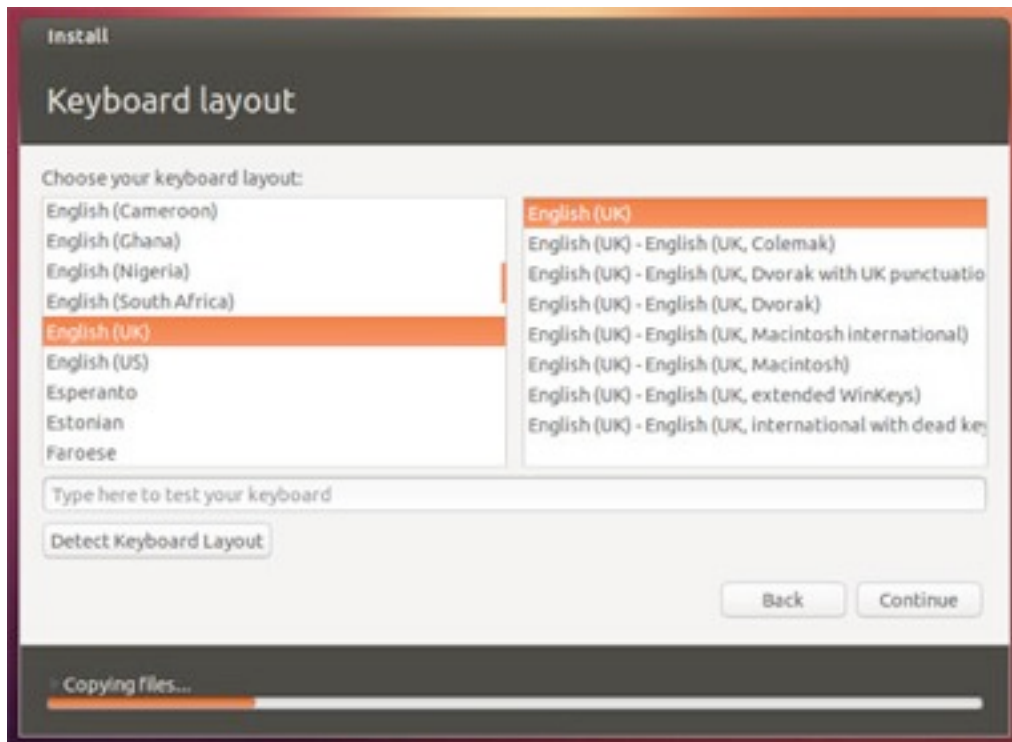 Install
Keyboard layout
Choose your keyboard layout:
English (Cameroon)
English (Ghana)
English (Nigeria)
English (South Africa)
English (UK)
English (US)
Esperanto
Estonian
Faroese
English (UK)
English (UK) - English (UK, Colemak)
English (UK) - English (UK, Dvorak with UK punctuatio
English (UK) - English (UK, Dvorak)
English (UK) - English (UK, Macintosh international)
English (UK) - English (UK, Macintosh)
English (UK) - English (UK, extended WinKeys)
English (UK) - English (UK, international with dead key
Type here to test your keyboard
Detect Keyboard Layout
Back
Continue
Copying files...